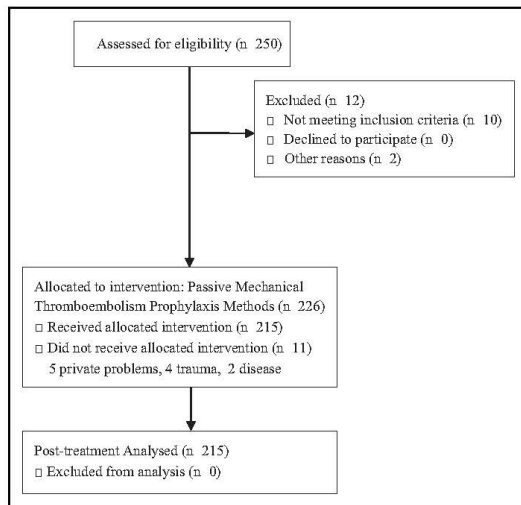 Assessed for eligibility (n 250)
Excluded (n 12)
▯ Not meeting inclusion criteria (n 10)
▯ Declined to participate (n 0)
▯ Other reasons (n 2)
Allocated to intervention: Passive Mechanical
Thromboembolism Prophylaxis Methods (n 226)
▯ Received allocated intervention (n 215)
▯ Did not receive allocated intervention (n 11)
5 private problems, 4 trauma, 2 disease
Post-treatment Analysed (n 215)
▯ Excluded from analysis (n 0)